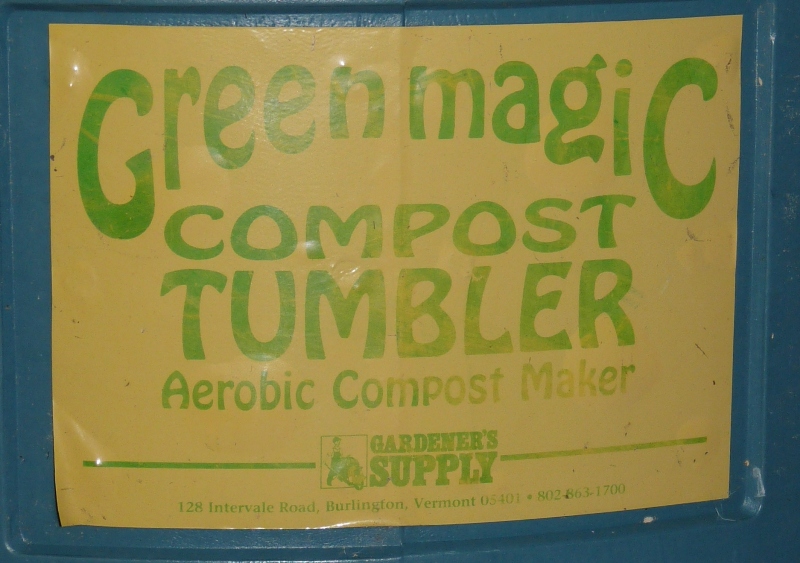 Green magic
COMPOST
TUMBLER
Aerobic Compost Maker
GARDENER'S
SUPPLY
128 Intervale Road, Burlington, Vermont 05401 • 802-863-1700